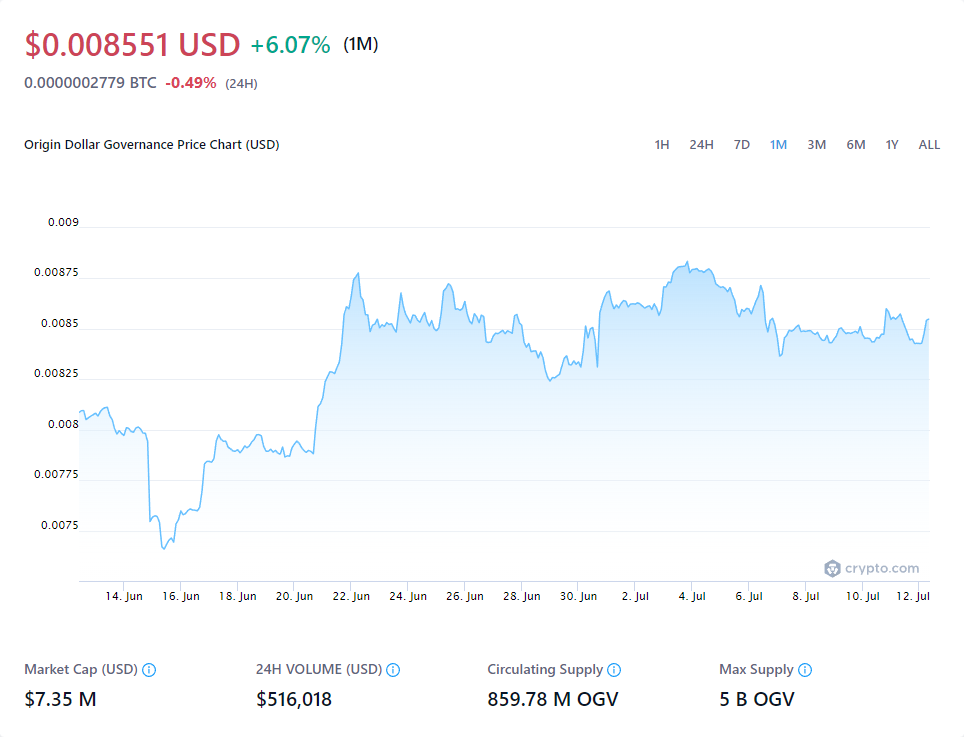 $0.008551 USD +6.07% (1M)
0.0000002779 BTC -0.49% (24H)
Origin Dollar Governance Price Chart (USD) 1H 24H 7D 1M 3M 6M 1Y ALL
0.009
0.00875
0.0085
0.00825
0.008
0.00775
0.0075
crypto.com
14. Jun 16. Jun 18. Jun 20. Jun 22. Jun 24. Jun 26. Jun 28. Jun 30. Jun 2. Jul 4. Jul 6. Jul 8. Jul 10. Jul 12. Jul
Market Cap (USD) 24H VOLUME (USD) Circulating Supply Max Supply
$7.35 M $516,018 859.78 M OGV 5 B OGV